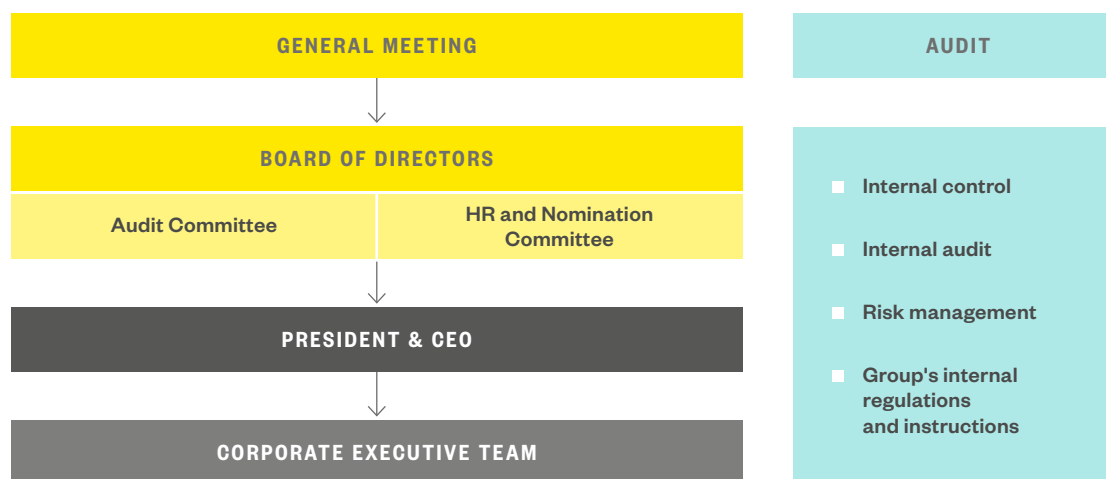 GENERAL MEETING
BOARD OF DIRECTORS
Audit Committee
HR and Nomination
Committee
PRESIDENT & CEO
CORPORATE EXECUTIVE TEAM
AUDIT
Internal control
Internal audit
Risk management
Group's internal
regulations
and instructions